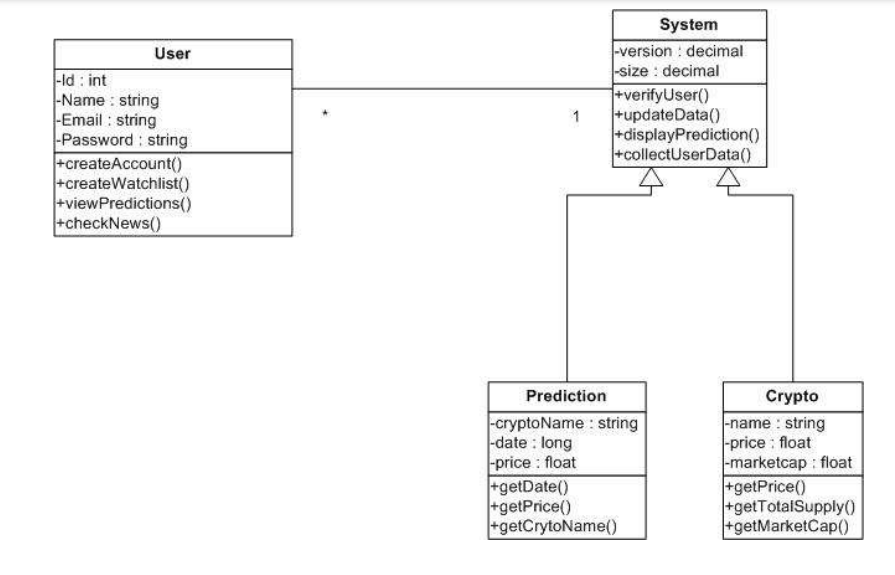 User
-Id : int
-Name : string
-Email : string
-Password : string
+createAccount()
+createWatchlist()
+viewPredictions()
+checkNews()
*
1
System
-version : decimal
-size : decimal
+verifyUser()
+updateData()
+displayPrediction()
+collectUserData()
Prediction
-cryptoName : string
-date : long
-price : float
+getDate()
+getPrice()
+getCrytoName()
Crypto
-name : string
-price : float
-marketcap : float
+getPrice()
+getTotalSupply()
+getMarketCap()